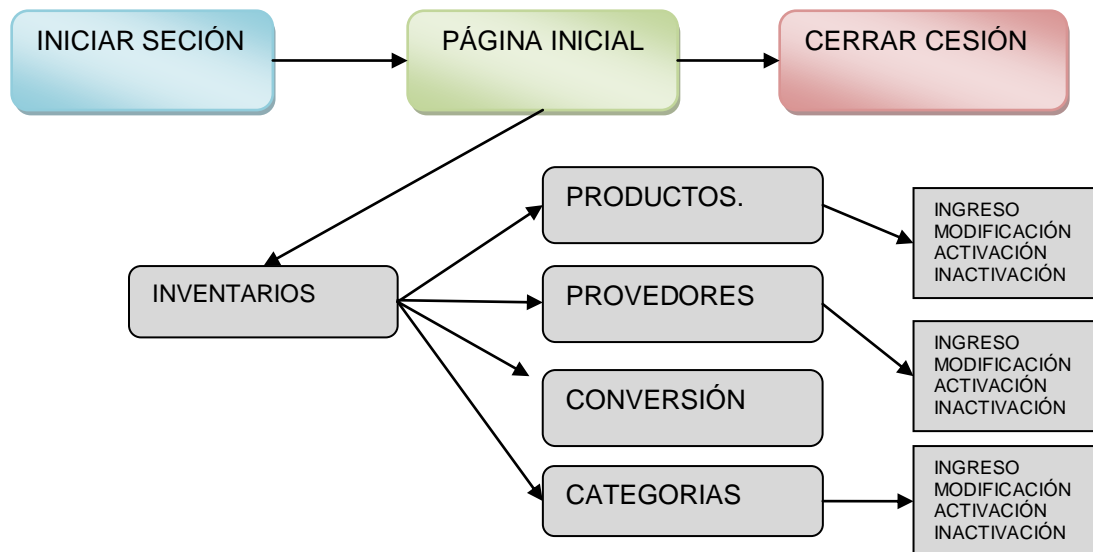 INICIAR SECIÓN
PÁGINA INICIAL
CERRAR CESIÓN
INVENTARIOS
PRODUCTOS.
PROVEDORES
CONVERSIÓN
CATEGORIAS
INGRESO
MODIFICACIÓN
ACTIVACIÓN
INACTIVACIÓN
INGRESO
MODIFICACIÓN
ACTIVACIÓN
INACTIVACIÓN
INGRESO
MODIFICACIÓN
ACTIVACIÓN
INACTIVACIÓN